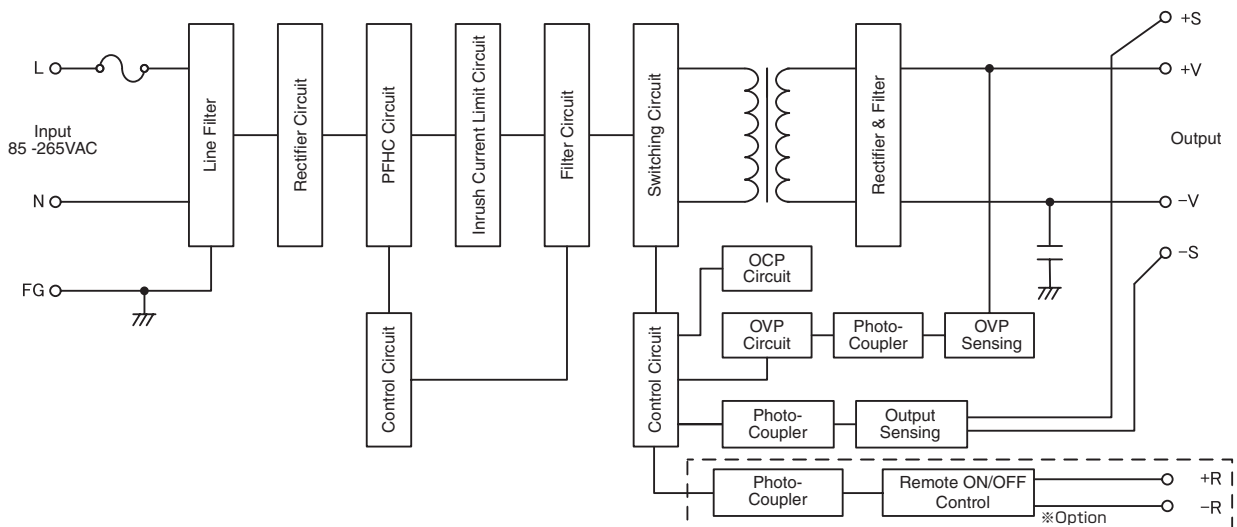 +S
L
+V
Input
85 -265VAC
Line Filter
Rectifier Circuit
PFHC Circuit
Inrush Current Limit Circuit
Filter Circuit
Switching Circuit
Rectifier & Filter
Output
N
−V
−S
FG
OCP
Circuit
Control Circuit
Control Circuit
OVP
Circuit
Photo-
Coupler
OVP
Sensing
Photo-
Coupler
Output
Sensing
Photo-
Coupler
Remote ON/OFF
Control
+R
−R
※Option